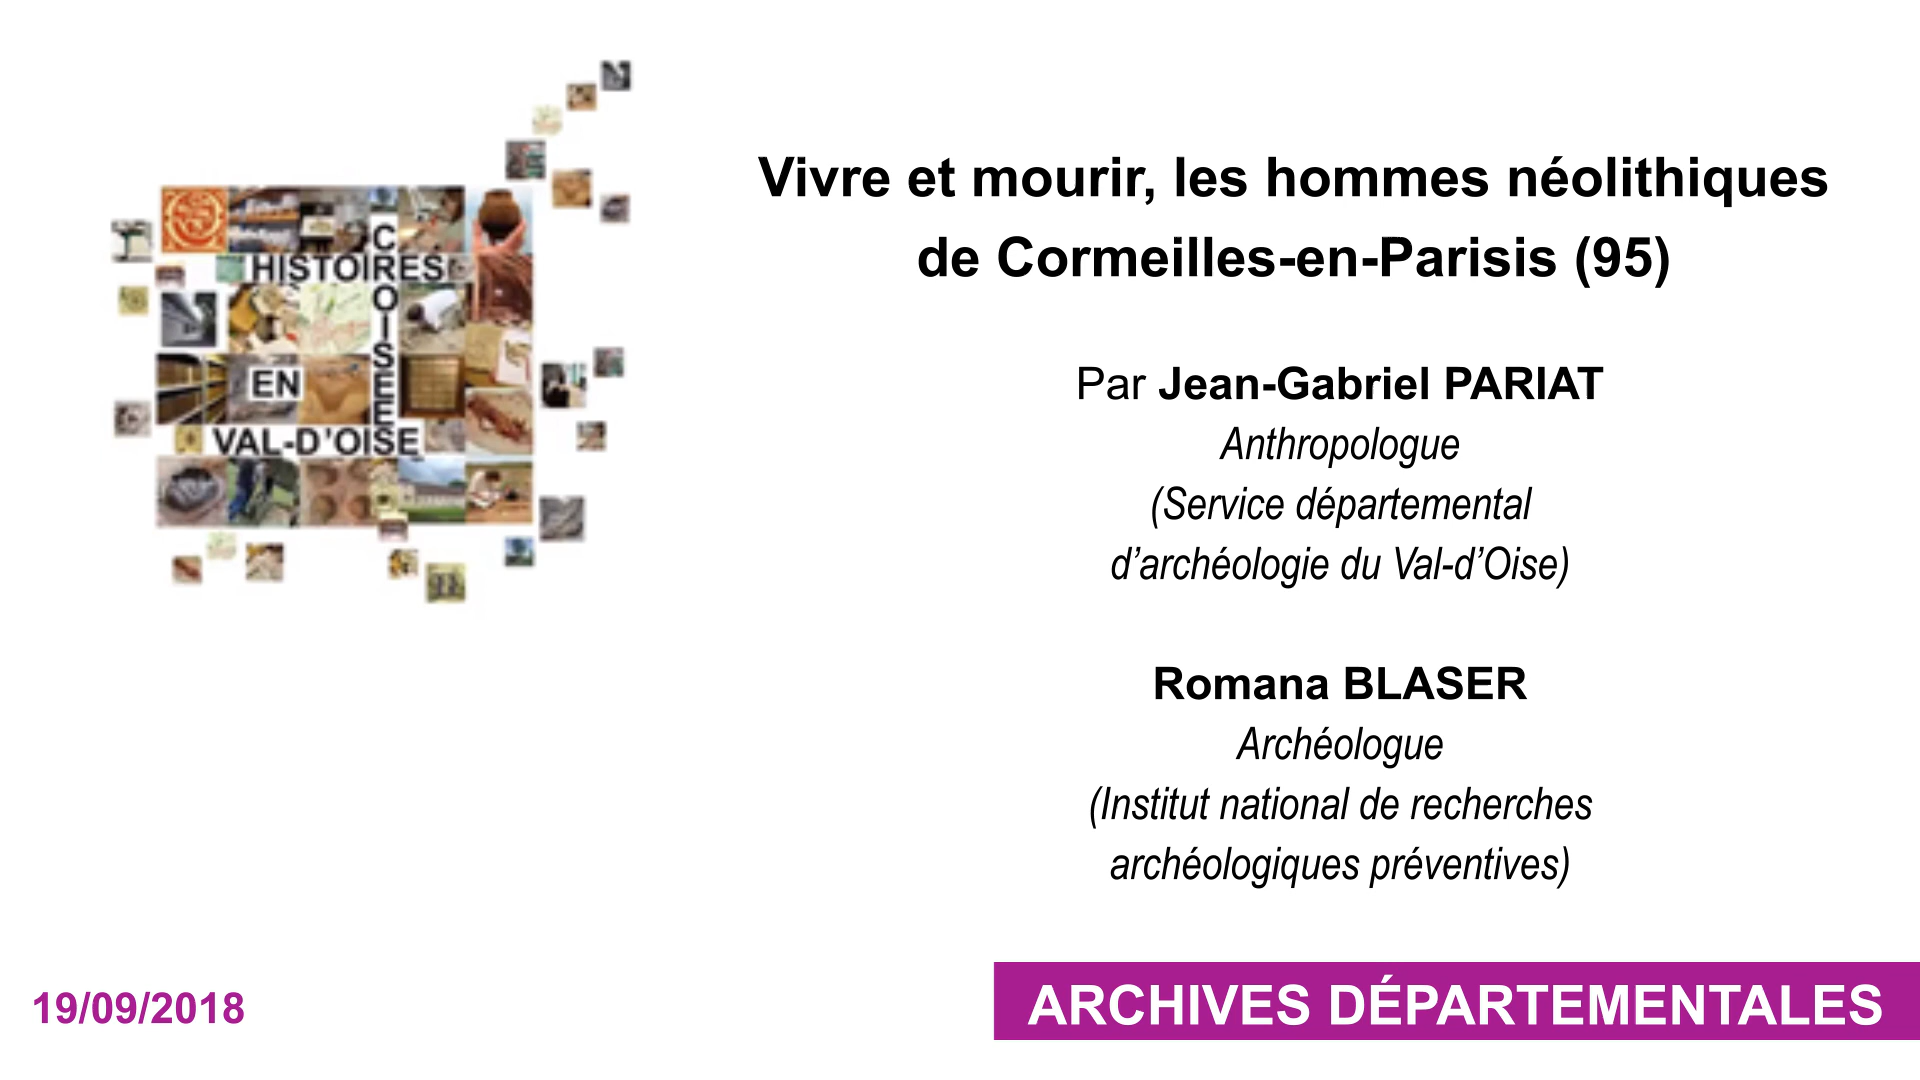 HISTOIRES
CROISEES
EN
VAL-D'OISE
Vivre et mourir, les hommes néolithiques
de Cormeilles-en-Parisis (95)
Par Jean-Gabriel PARIAT
Anthropologue
(Service départemental
d’archéologie du Val-d’Oise)
Romana BLASER
Archéologue
(Institut national de recherches
archéologiques préventives)
19/09/2018
ARCHIVES DÉPARTEMENTALES